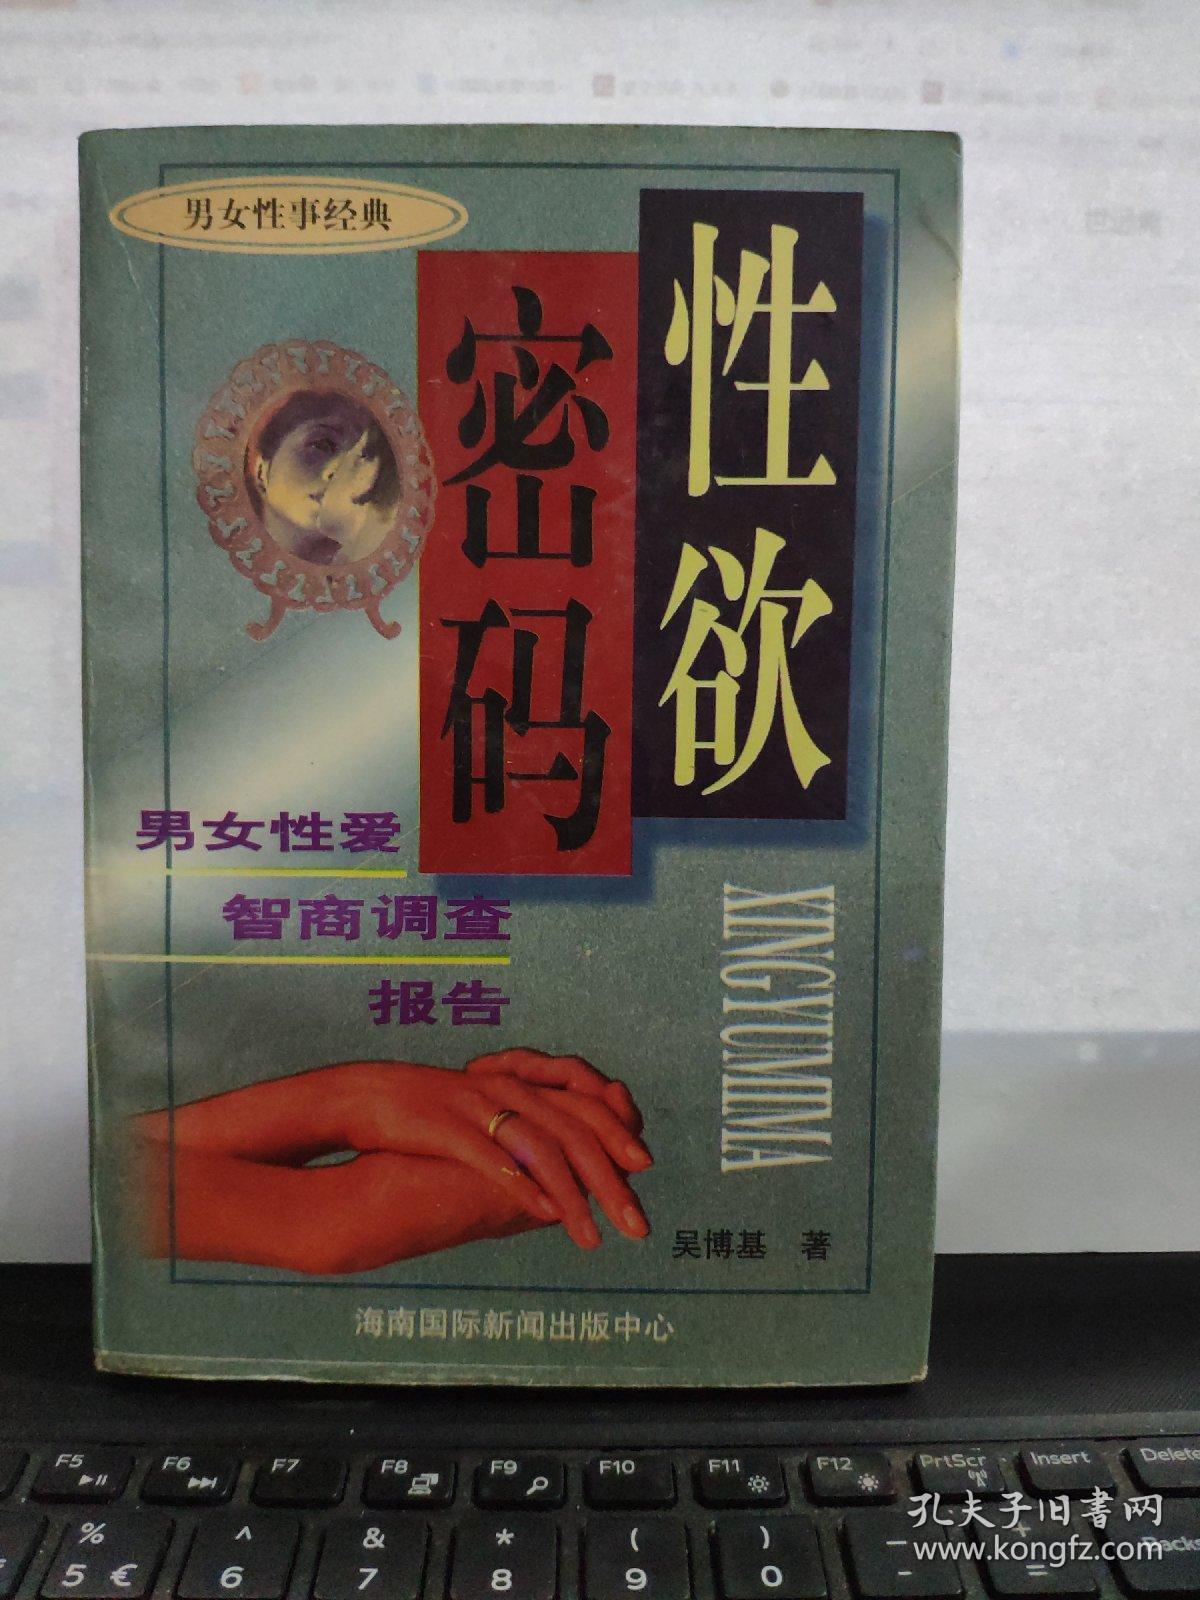 男女性事经典
性欲
密码
XINGYUMIMA
男女性爱
智商调查
报告
吴博基 著
海南国际新闻出版中心
F5
F6
F7
F8
F9
F10
F11
F12
PrtScr
Insert
Delete
%
5 €
^
6
&
7
*
8
(
9
)
0
-
+
=
Backs
孔夫子旧书网
www.kongfz.com